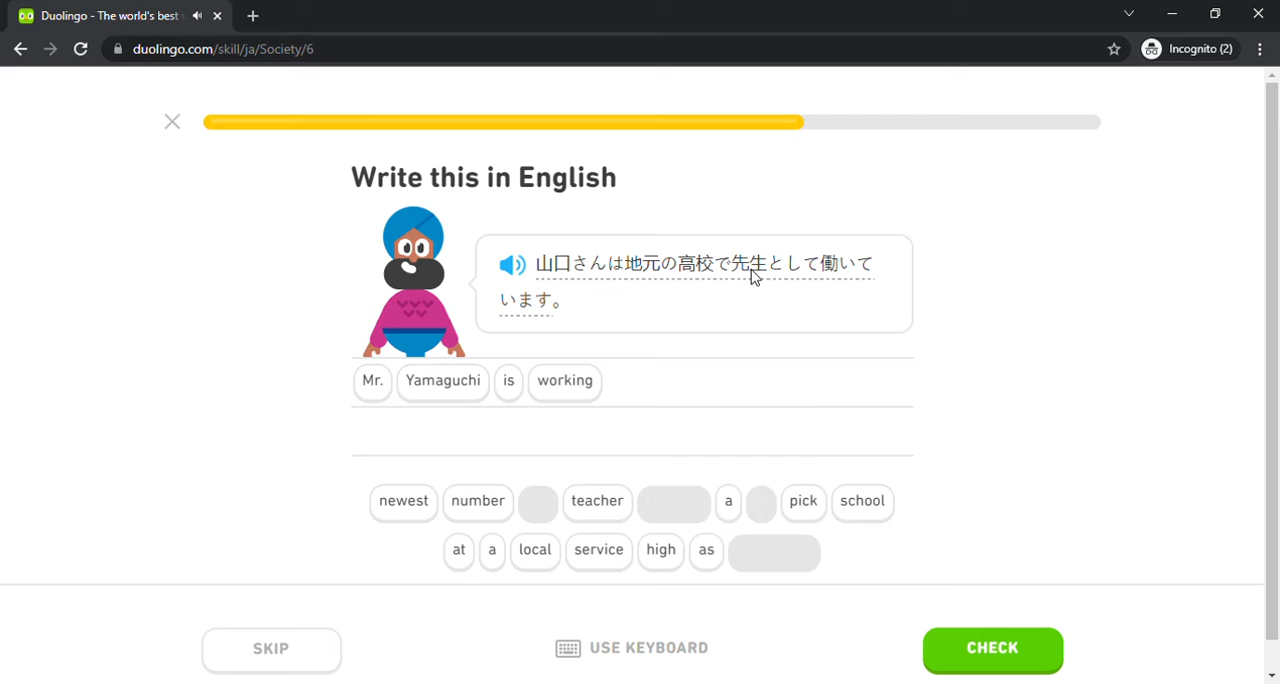 Duolingo - The world's best
duolingo.com/skill/ja/Society/6
Incognito (2)
Write this in English
山口さんは地元の高校で先生として働いて
います。
Mr. Yamaguchi is working
newest number teacher a pick school
at a local service high as
SKIP
USE KEYBOARD
CHECK